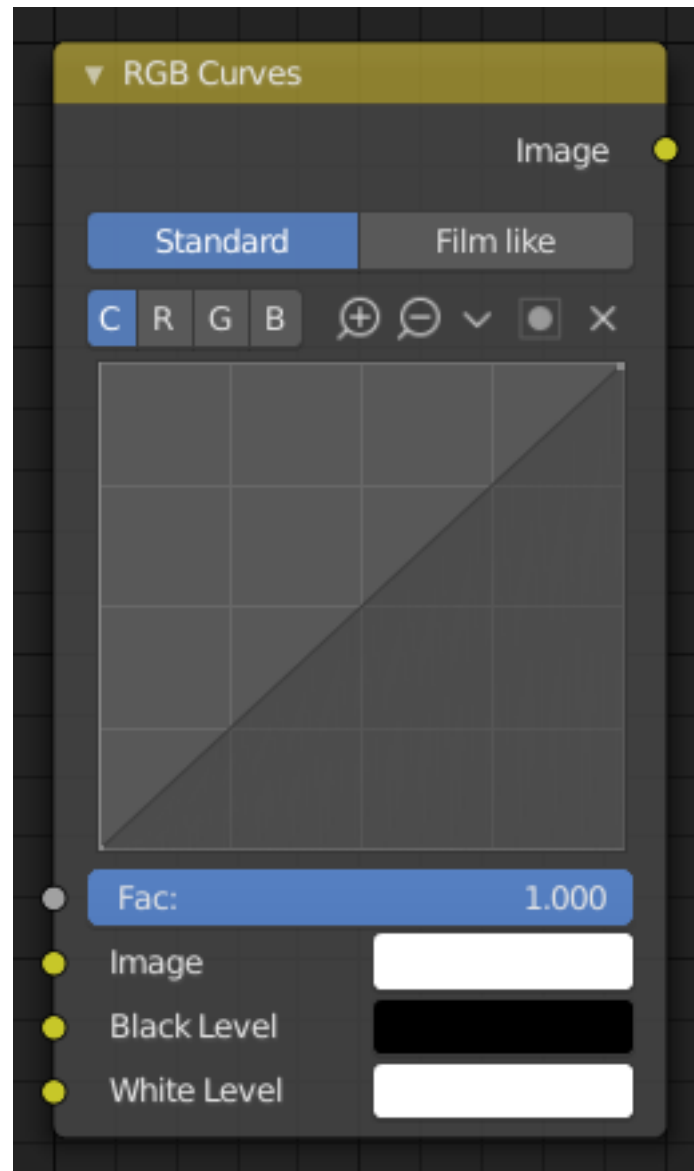 RGB Curves
Image
Standard Film like
C R G B
Fac: 1.000
Image
Black Level
White Level